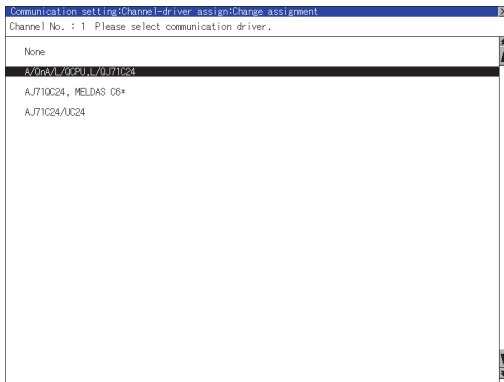 Communication setting:Channel-driver assign:Change assignment
Channel No. : 1 Please select communication driver.
None
A/QnA/L/QCPU,L/QJ71C24
AJ71QC24, MELDAS C6*
AJ71C24/UC24